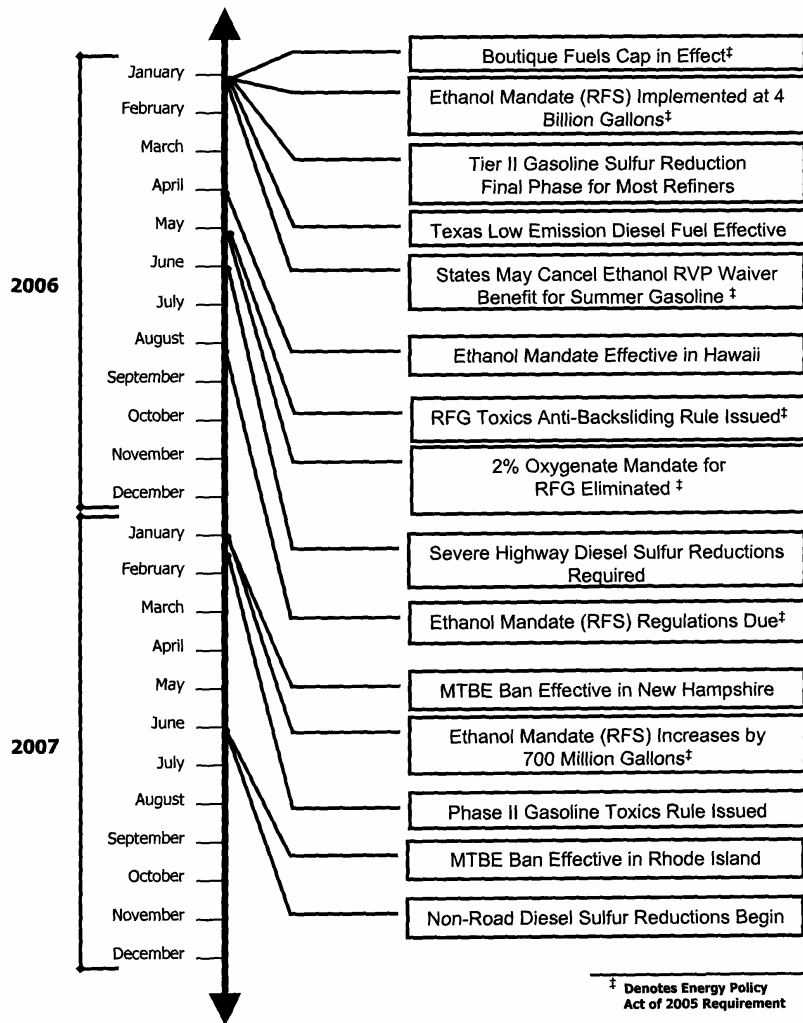 2006
January
February
March
April
May
June
July
August
September
October
November
December
2007
January
February
March
April
May
June
July
August
September
October
November
December
Boutique Fuels Cap in Effect‡
Ethanol Mandate (RFS) Implemented at 4
Billion Gallons‡
Tier II Gasoline Sulfur Reduction
Final Phase for Most Refiners
Texas Low Emission Diesel Fuel Effective
States May Cancel Ethanol RVP Waiver
Benefit for Summer Gasoline ‡
Ethanol Mandate Effective in Hawaii
RFG Toxics Anti-Backsliding Rule Issued‡
2% Oxygenate Mandate for
RFG Eliminated ‡
Severe Highway Diesel Sulfur Reductions
Required
Ethanol Mandate (RFS) Regulations Due‡
MTBE Ban Effective in New Hampshire
Ethanol Mandate (RFS) Increases by
700 Million Gallons‡
Phase II Gasoline Toxics Rule Issued
MTBE Ban Effective in Rhode Island
Non-Road Diesel Sulfur Reductions Begin
‡ Denotes Energy Policy
Act of 2005 Requirement